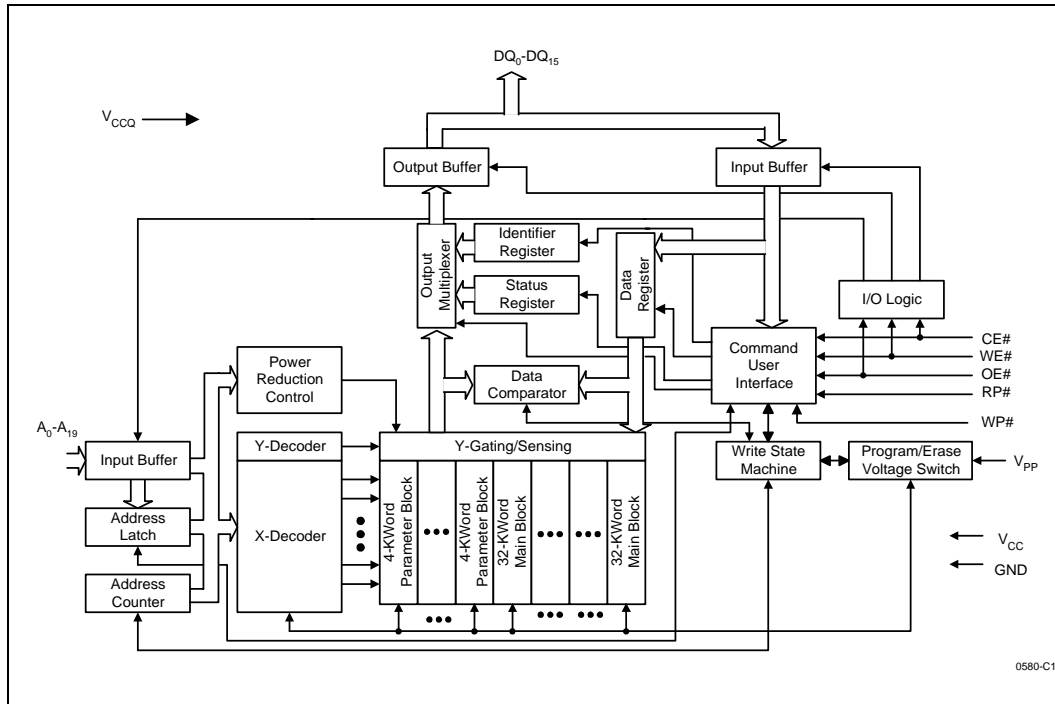 DQ0-DQ15
VCCQ
Output Buffer
Input Buffer
Output
Multiplexer
Identifier
Register
Status
Register
Data
Register
I/O Logic
Command
User
Interface
CE#
WE#
OE#
RP#
WP#
Power
Reduction
Control
Data
Comparator
A0-A19
Input Buffer
Y-Decoder
Y-Gating/Sensing
Write State
Machine
Program/Erase
Voltage Switch
VPP
Address
Latch
X-Decoder
4-KWord
Parameter Block
4-KWord
Parameter Block
32-KWord
Main Block
32-KWord
Main Block
VCC
GND
Address
Counter
0580-C1